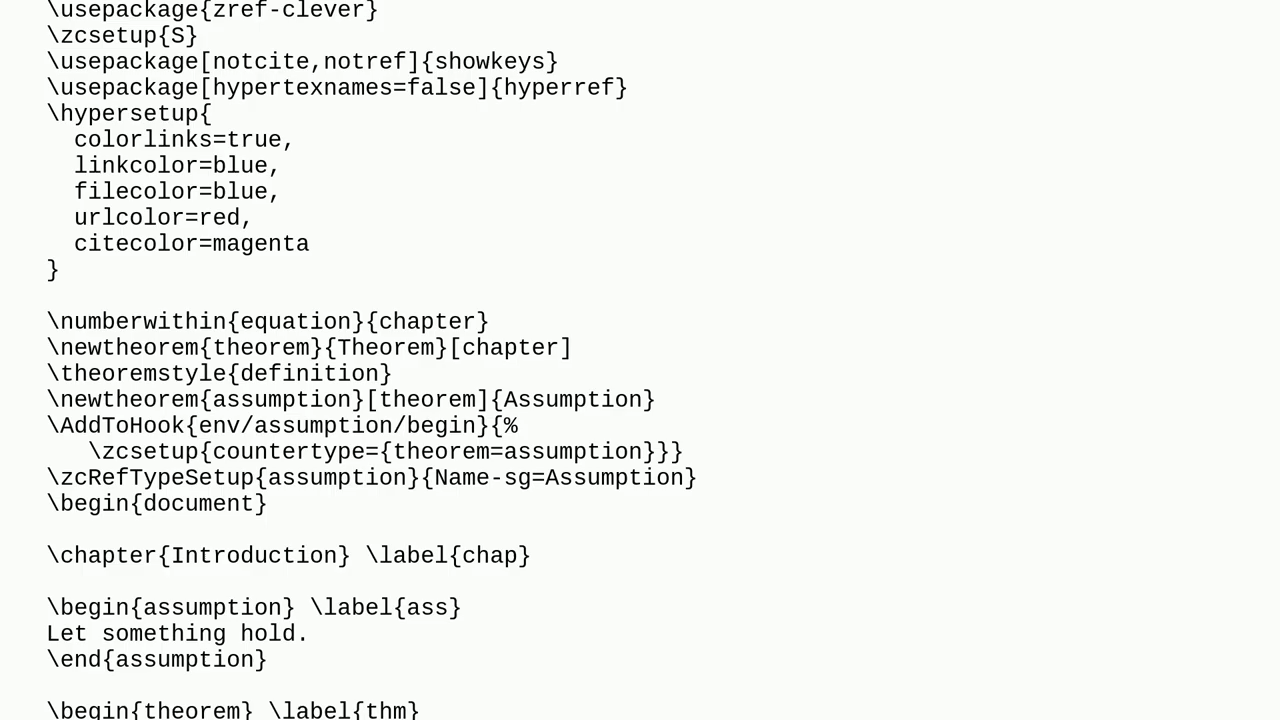 \usepackage{zref-clever}
\zcsetup{S}
\usepackage[notcite,notref]{showkeys}
\usepackage[hypertexnames=false]{hyperref}
\hypersetup{
  colorlinks=true,
  linkcolor=blue,
  filecolor=blue,
  urlcolor=red,
  citecolor=magenta
}

\numberwithin{equation}{chapter}
\newtheorem{theorem}{Theorem}[chapter]
\theoremstyle{definition}
\newtheorem{assumption}[theorem]{Assumption}
\AddToHook{env/assumption/begin}{%
   \zcsetup{countertype={theorem=assumption}}}
\zcRefTypeSetup{assumption}{Name-sg=Assumption}
\begin{document}

\chapter{Introduction} \label{chap}

\begin{assumption} \label{ass}
Let something hold.
\end{assumption}

\begin{theorem} \label{thm}